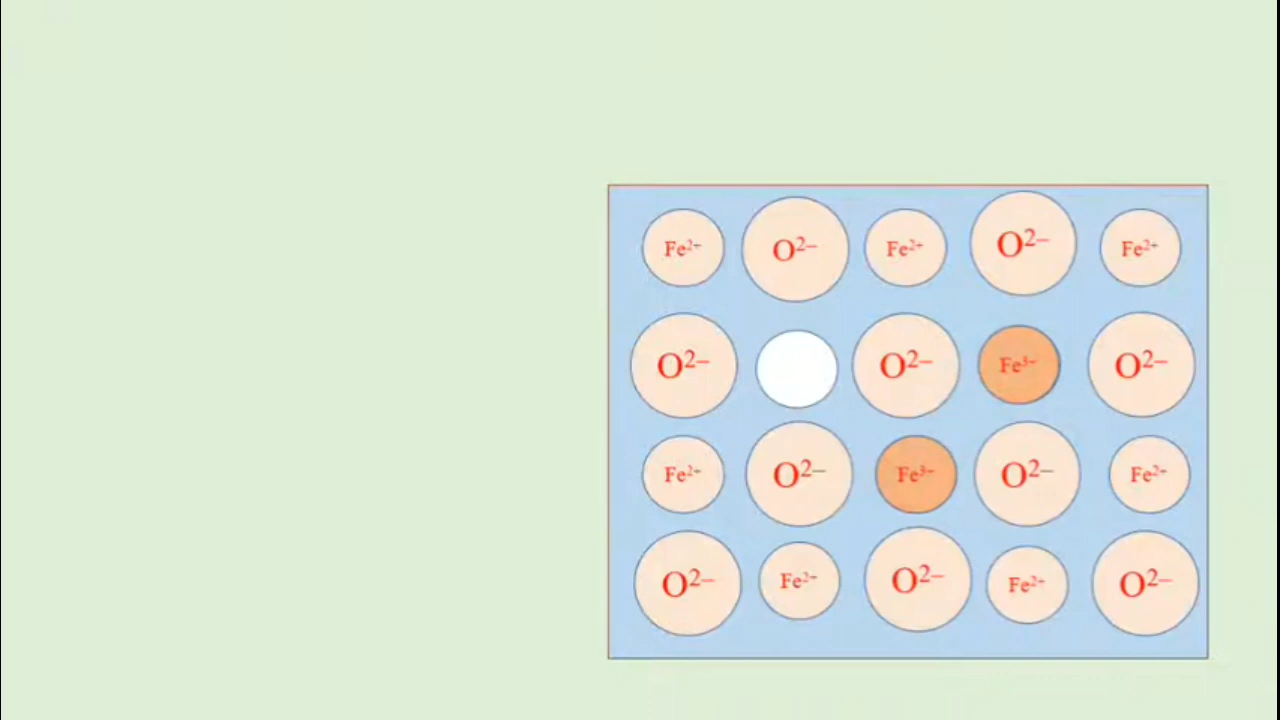 Fe²⁺ O²⁻ Fe²⁺ O²⁻ Fe²⁺
O²⁻ O²⁻ Fe³⁻ O²⁻
Fe²⁺ O²⁻ Fe³⁻ O²⁻ Fe²⁺
O²⁻ Fe²⁺ O²⁻ Fe²⁺ O²⁻